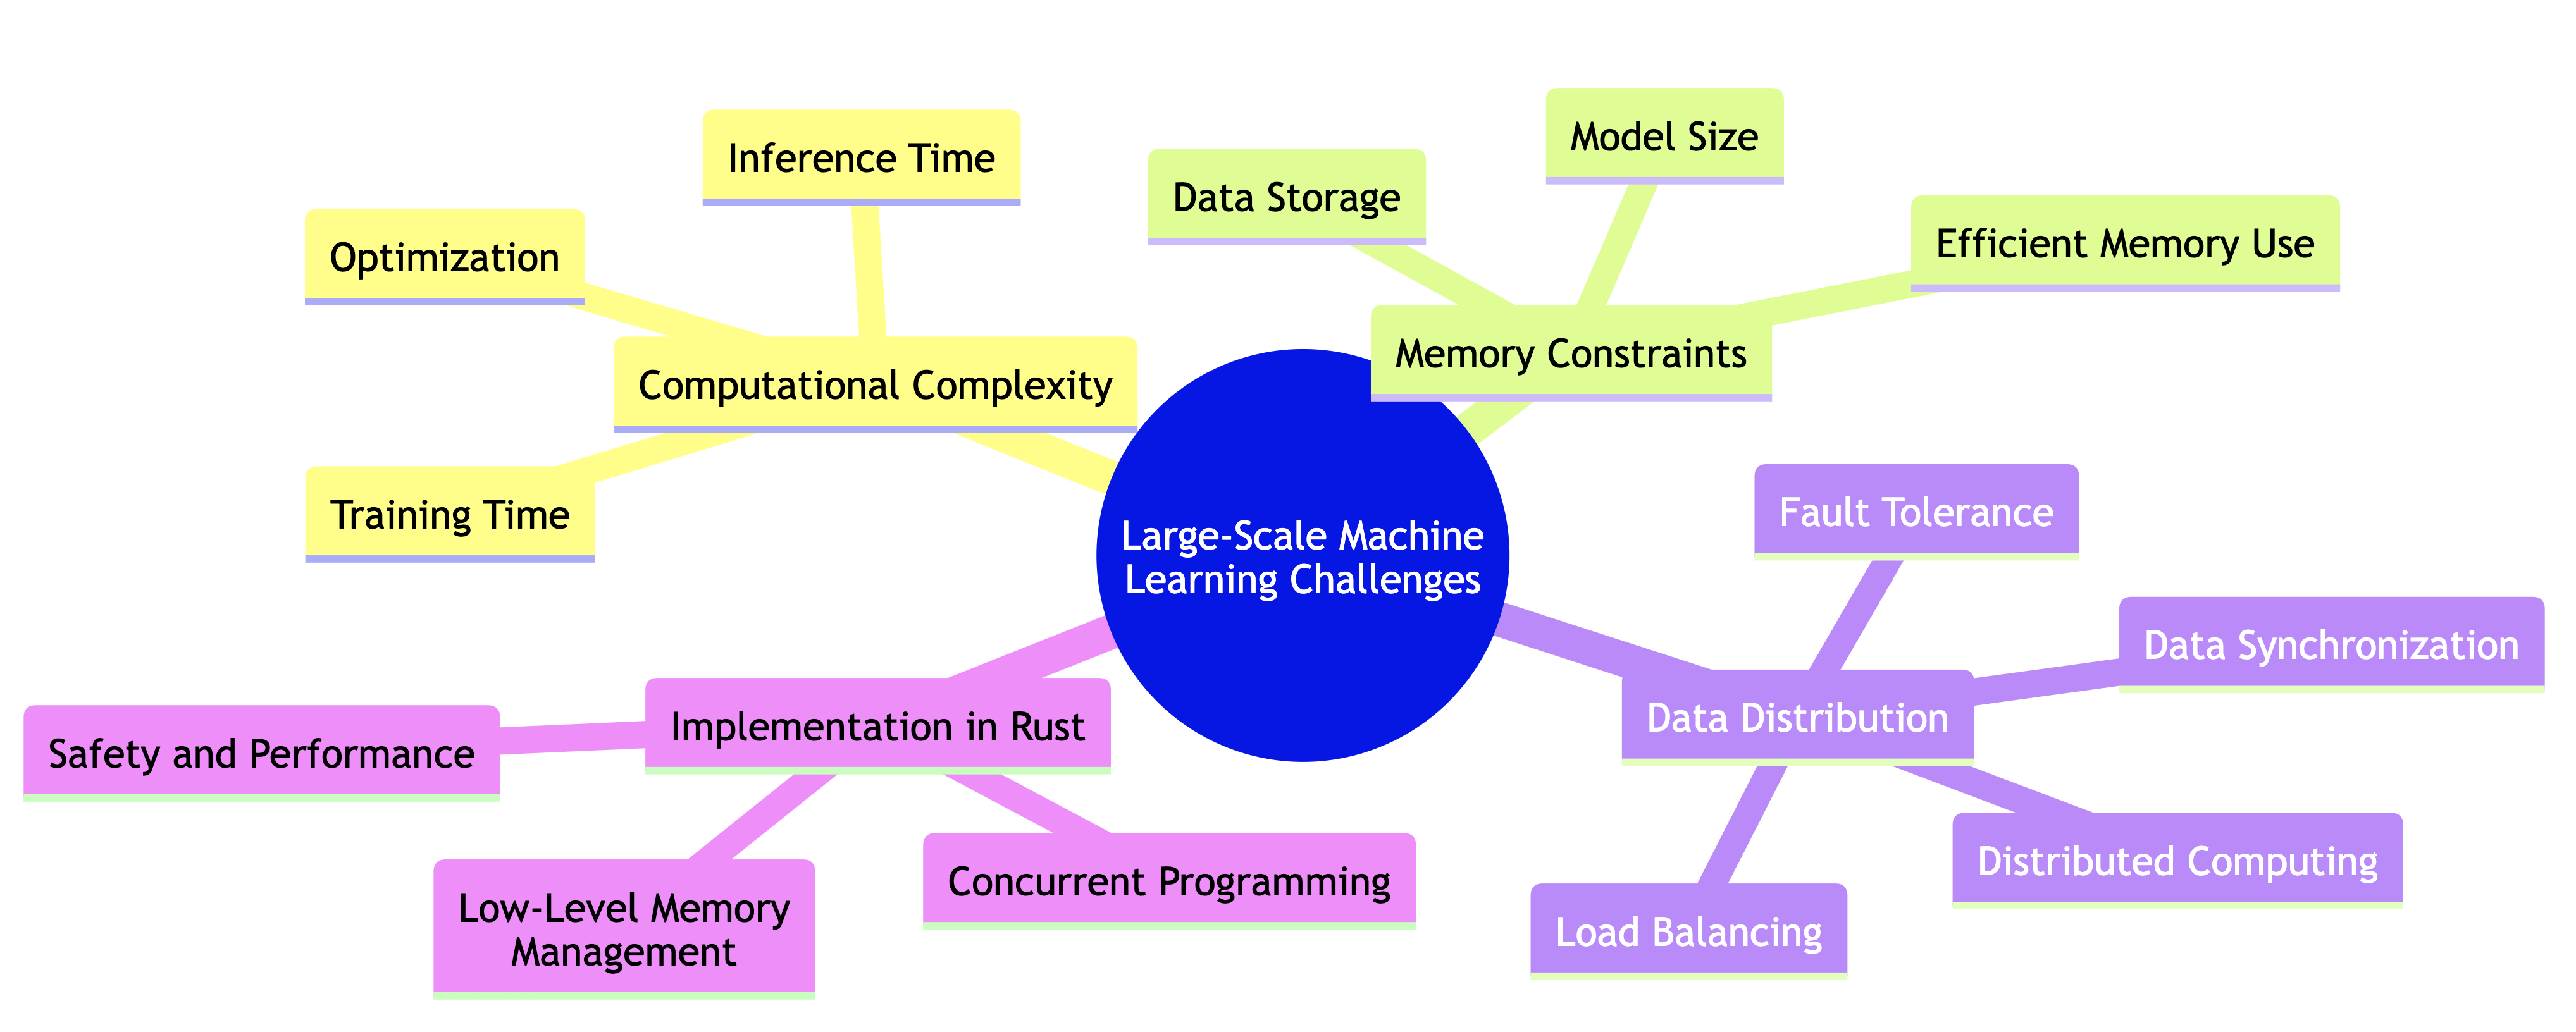 Large-Scale Machine
Learning Challenges
Computational Complexity
Inference Time
Optimization
Training Time
Memory Constraints
Data Storage
Model Size
Efficient Memory Use
Data Distribution
Fault Tolerance
Data Synchronization
Distributed Computing
Load Balancing
Implementation in Rust
Safety and Performance
Low-Level Memory
Management
Concurrent Programming